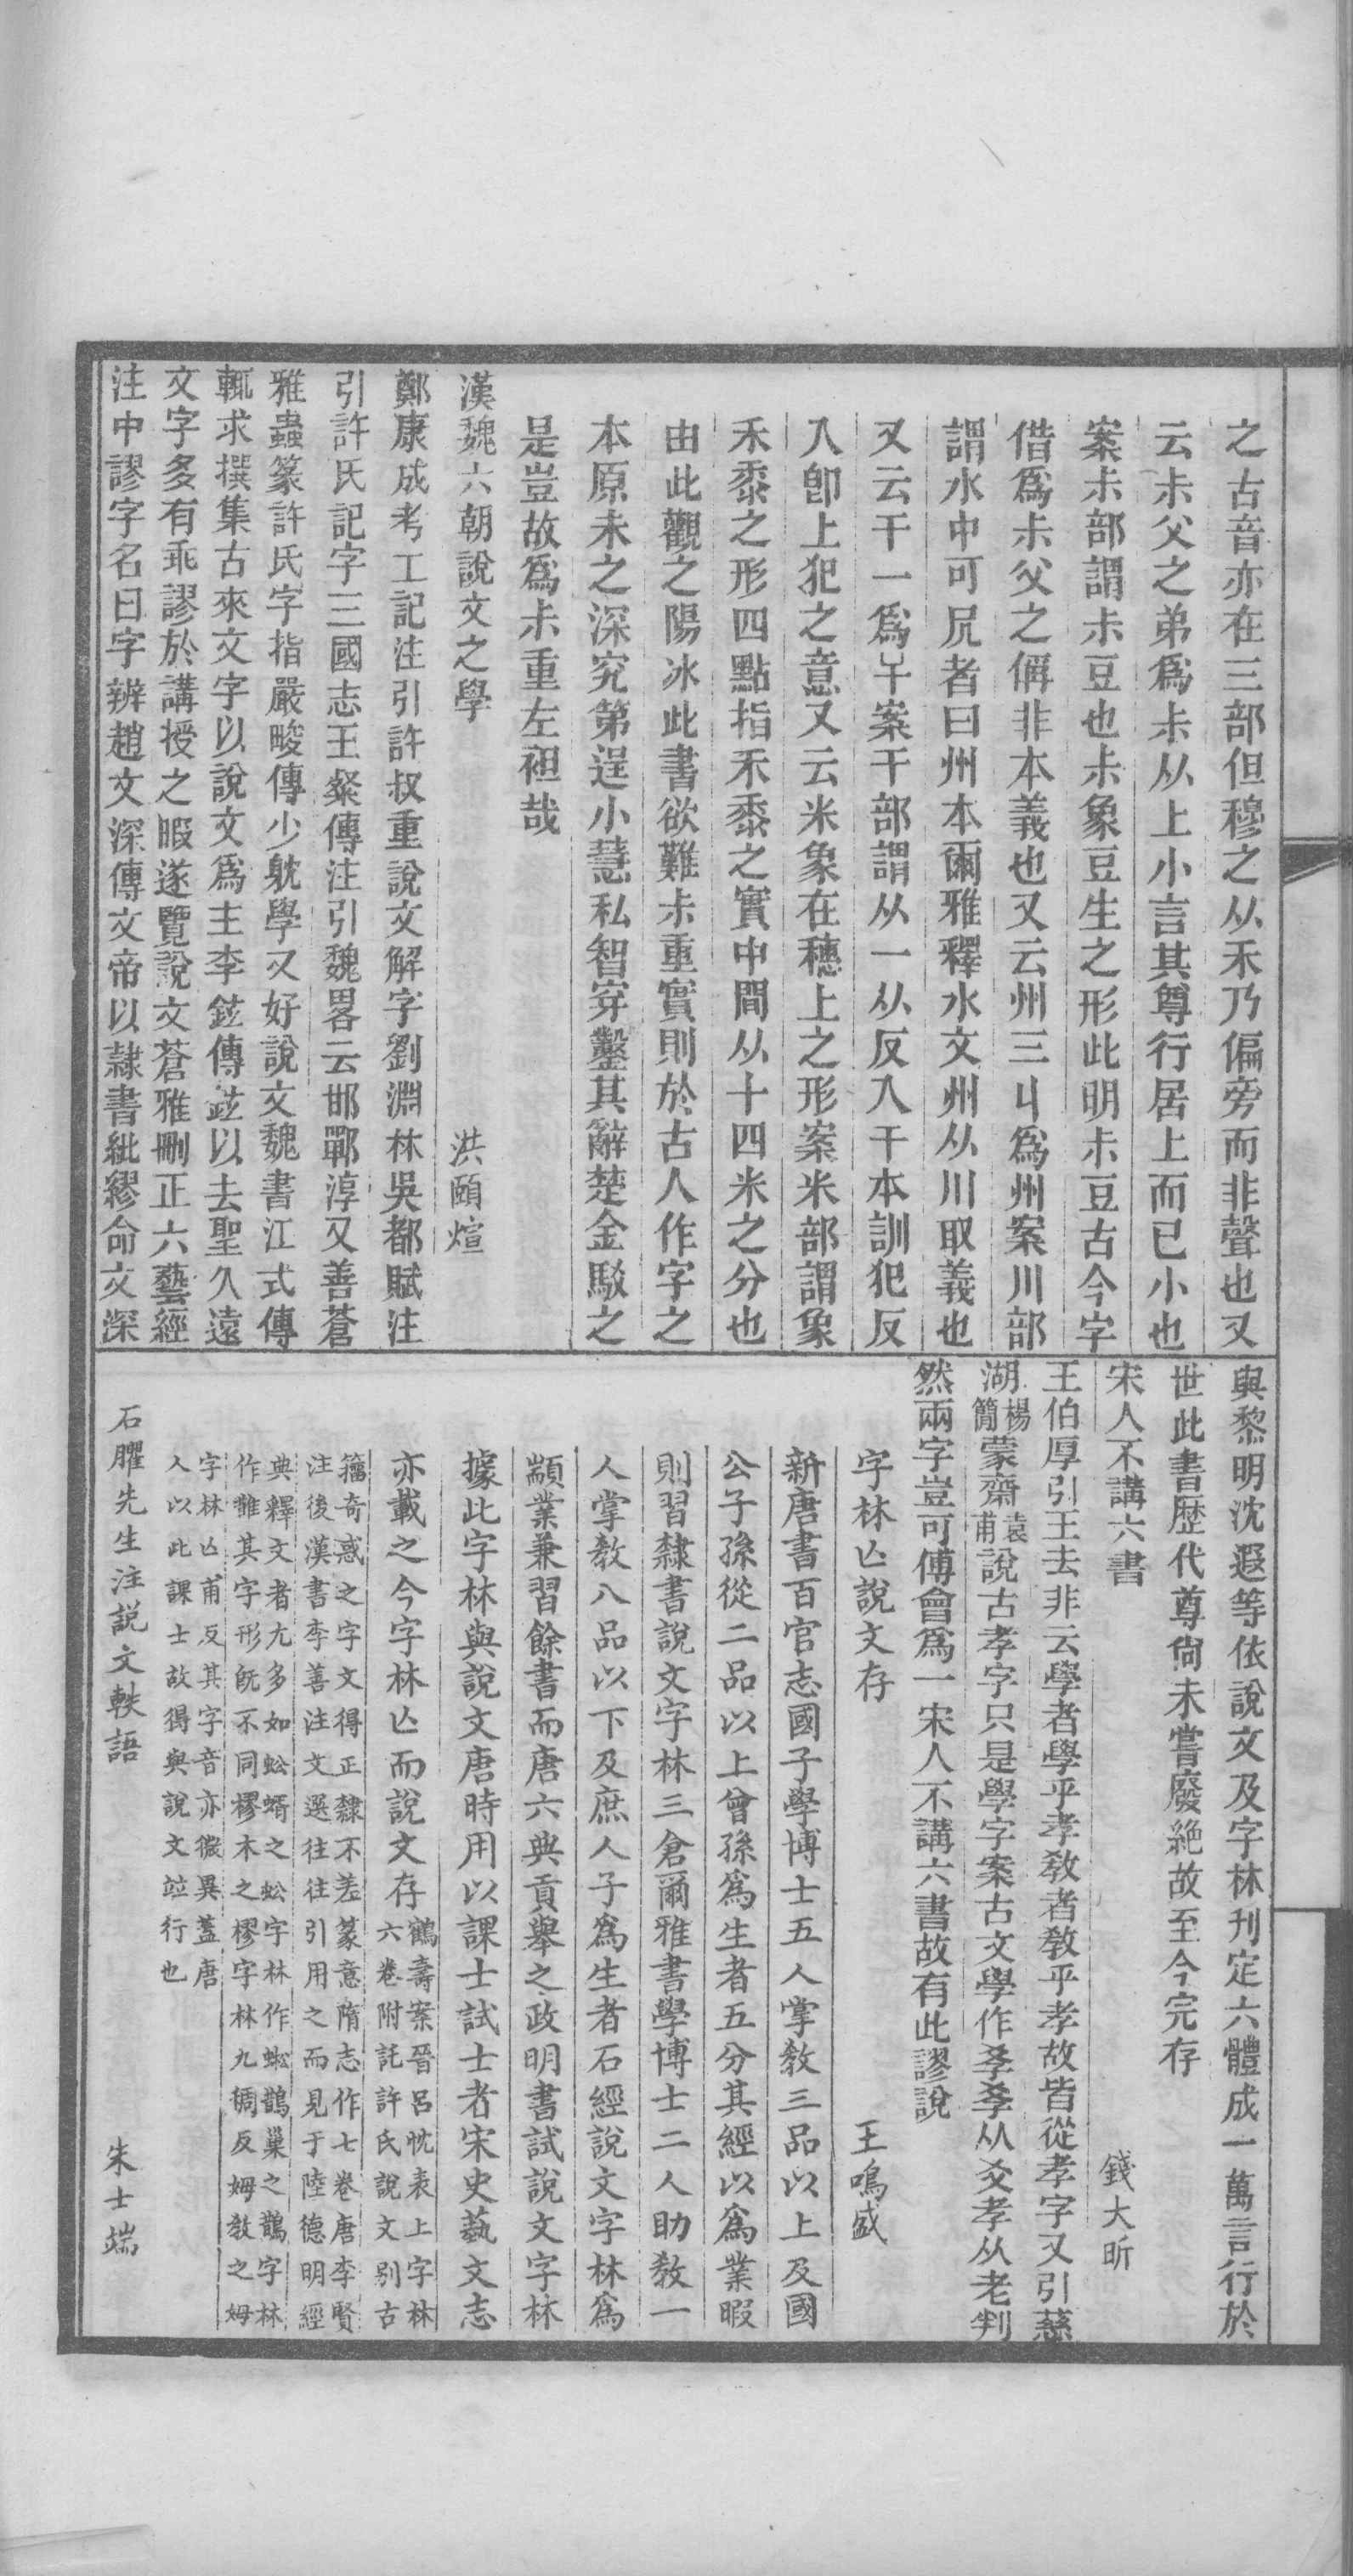 之古音亦在三部但穆之从禾乃偏旁而非聲也又
云尗父之弟爲尗从上小言其尊行居上而已小也
案尗部謂尗豆也尗象豆生之形此明尗豆古今字
借爲尗父之偁非本義也又云州三丩爲州案川部
謂水中可凥者曰州本爾雅釋水文州从川取義也
又云干一爲𢆉案干部謂从一从反入干本訓犯反
入卽上犯之意又云米象在穗上之形案米部謂象
禾黍之形四點指禾黍之實中間从十四米之分也
由此觀之陽冰此書欲難尗重實則於古人作字之
本原未之深究第逞小慧私智穿鑿其辭楚金駁之
是豈故爲尗重左袒哉
漢魏六朝說文之學　洪頤煊
鄭康成考工記注引許叔重說文解字劉淵林吳都賦注
引許氏記字三國志王粲傳注引魏畧云邯鄲淳又善蒼
雅蟲篆許氏字指嚴畯傳少躭學又好說文魏書江式傳
輒求撰集古來文字以說文爲主李鉉傳鉉以去聖久遠
文字多有乖謬於講授之暇遂覽說文蒼雅刪正六藝經
注中謬字名曰字辨趙文深傳文帝以隷書紕繆命文深
與黎明沈遐等依說文及字林刊定六體成一萬言行於
世此書歷代尊尙未嘗廢絕故至今完存
宋人不講六書　錢大昕
王伯厚引王去非云學者學乎孝敎者敎乎孝故皆從孝字又引慈
湖楊簡蒙齋袁甫說古孝字只是學字案古文學作㝯㝯从爻孝从老判
然兩字豈可傅會爲一宋人不講六書故有此謬說
字林亾說文存　王鳴盛
新唐書百官志國子學博士五人掌敎三品以上及國
公子孫從二品以上曾孫爲生者五分其經以爲業暇
則習隸書說文字林三倉爾雅書學博士二人助敎一
人掌敎八品以下及庶人子爲生者石經說文字林爲
顓業兼習餘書而唐六典貢舉之政明書試說文字林
據此字林與說文唐時用以課士試士者宋史藝文志
亦載之今字林亾而說文存鶴壽案晉呂忱表上字林
六卷附託許氏說文别古
籒奇惑之字文得正隸不差篆意隋志作七卷唐李賢
注後漢書李善注文選往往引用之而見于陸德明經
典釋文者尤多如蚣蝑之蚣字林作蜙鵲巢之鵲字林
作䧿其字形旣不同樛木之樛字林九稠反姆敎之姆
字林亾甫反其字音亦微異蓋唐
人以此課士故得與說文竝行也
石臞先生注説文軼語　朱士端